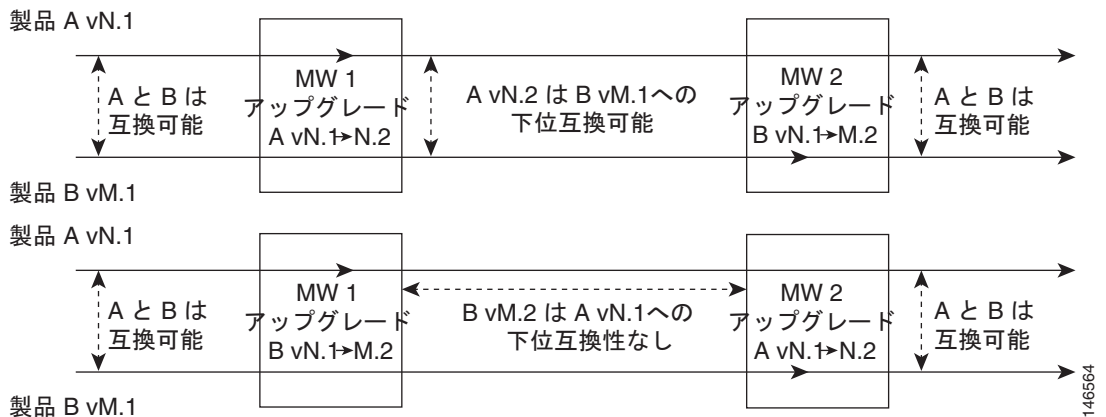 製品 A vN.1
A と B は
互換可能
MW 1
アップグレード
A vN.1→N.2
A vN.2 は B vM.1への
下位互換可能
MW 2
アップグレード
B vN.1→M.2
A と B は
互換可能
製品 B vM.1
製品 A vN.1
A と B は
互換可能
MW 1
アップグレード
B vN.1→M.2
B vM.2 は A vN.1への
下位互換性なし
MW 2
アップグレード
A vN.1→N.2
A と B は
互換可能
製品 B vM.1
146564